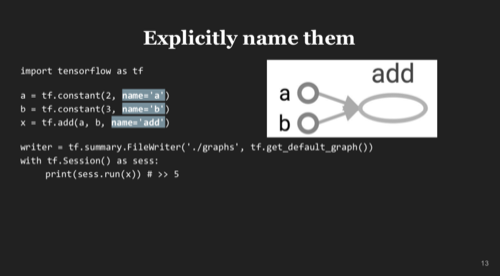 Explicitly name them
import tensorflow as tf
a = tf.constant(2, name='a')
b = tf.constant(3, name='b')
x = tf.add(a, b, name='add')
add
a
b
writer = tf.summary.FileWriter('./graphs', tf.get_default_graph())
with tf.Session() as sess:
    print(sess.run(x)) # >> 5
13